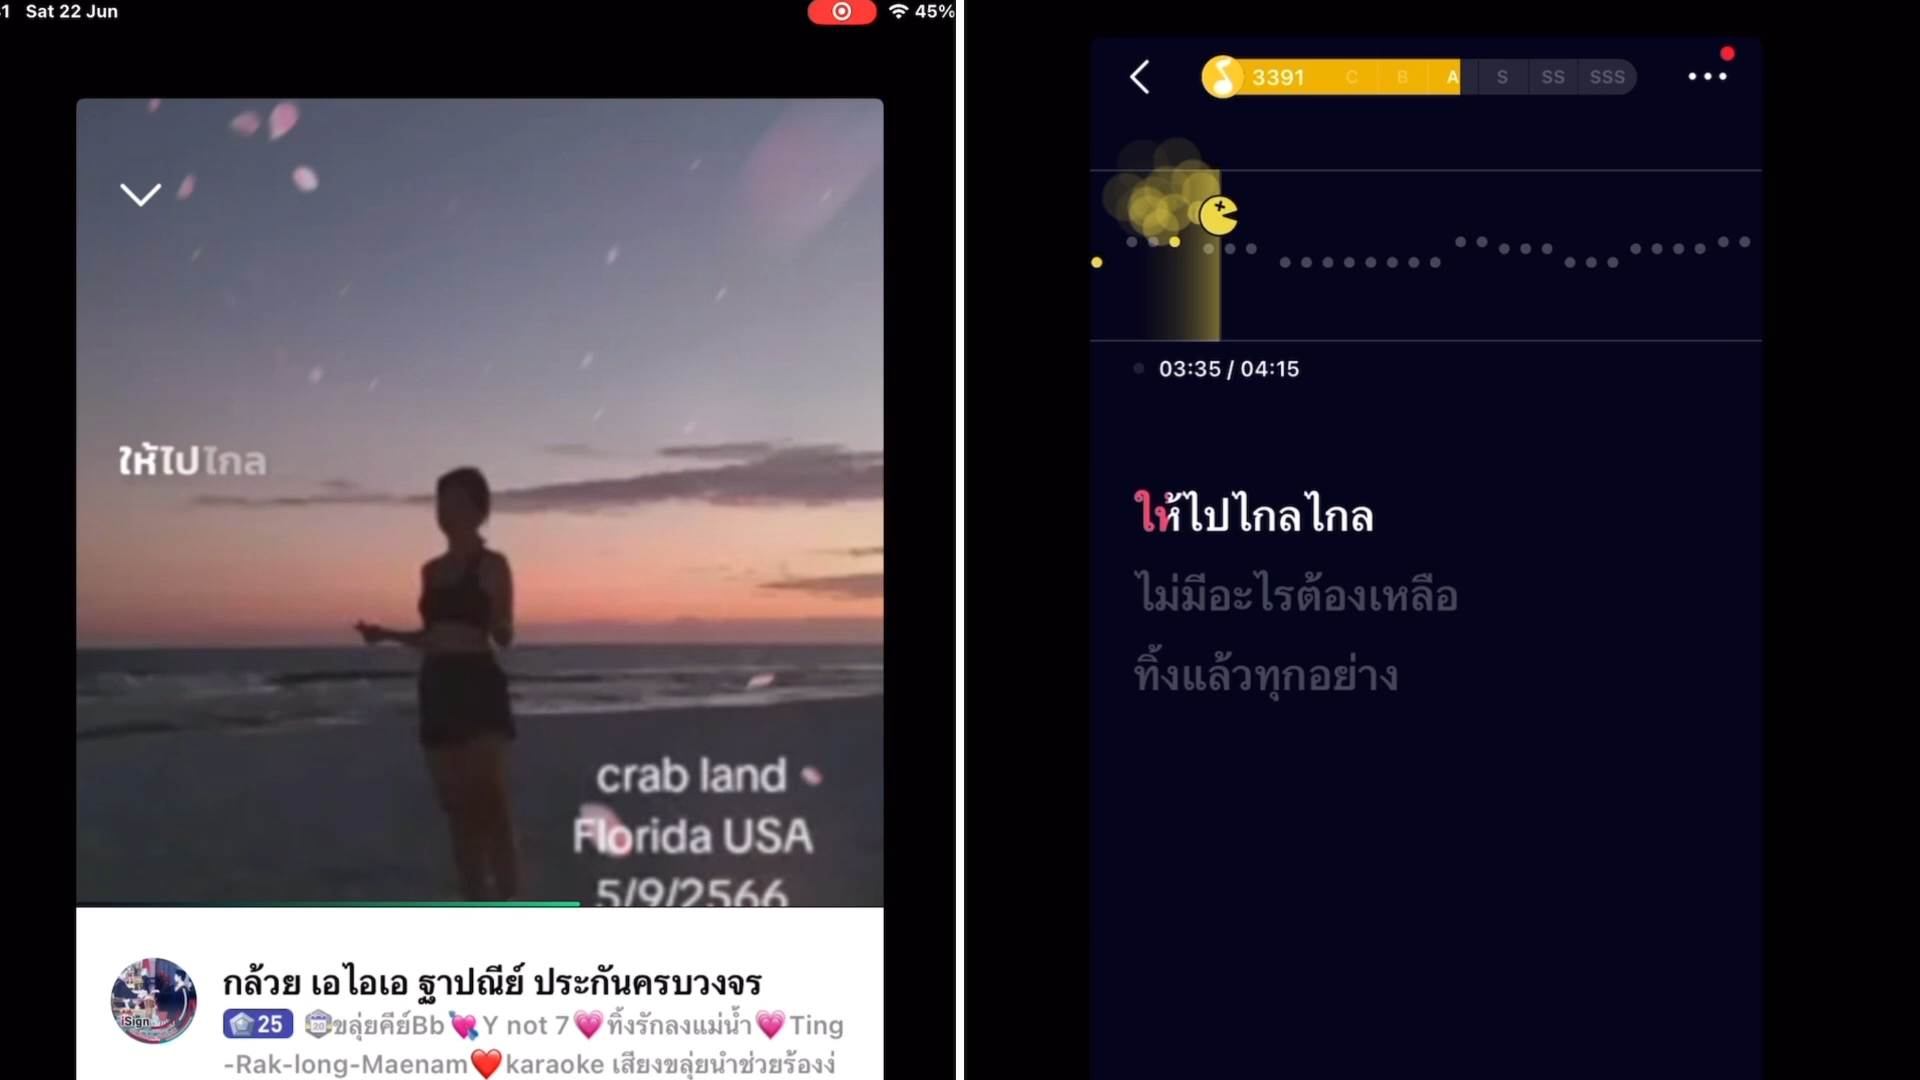 Sat 22 Jun
45%
ให้ไปไกล
crab land
Florida USA
5/9/2566
iSign
กล้วย เอไอเอ ฐาปณีย์ ประกันครบวงจร
25 20 ขลุ่ยคีย์Bb💘Y not 7💗ทิ้งรักลงแม่น้ำ💗Ting
-Rak-long-Maenam❤️karaoke เสียงขลุ่ยนำช่วยร้องง่
3391 C B A S SS SSS
03:35 / 04:15
ให้ไปไกลไกล
ไม่มีอะไรต้องเหลือ
ทิ้งแล้วทุกอย่าง